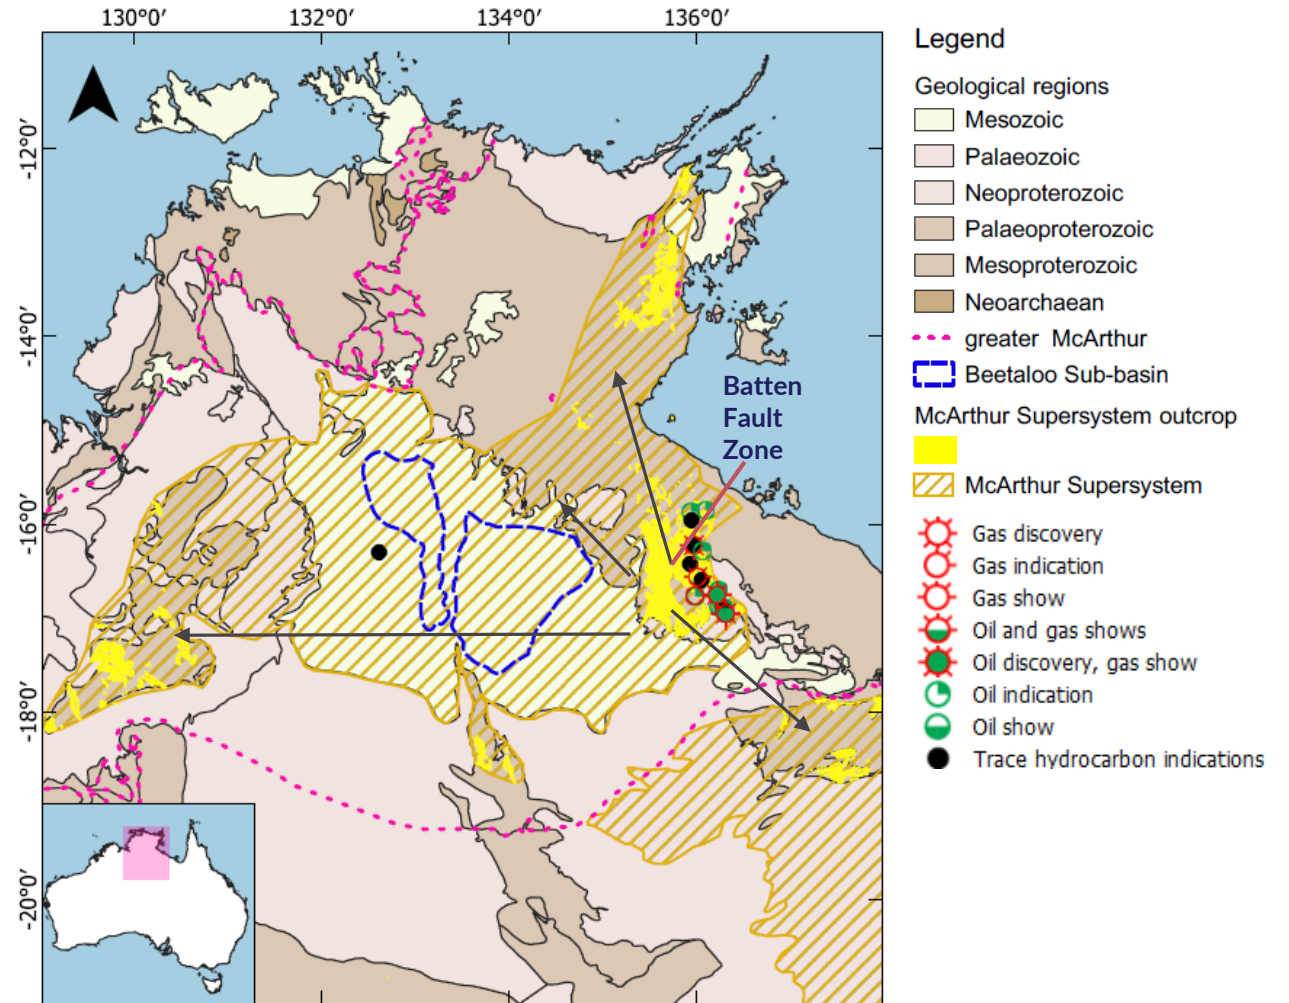 130°0′ 132°0′ 134°0′ 136°0′
-12°0′
-14°0′
-16°0′
-18°0′
-20°0′
Batten
Fault
Zone
Legend
Geological regions
Mesozoic
Palaeozoic
Neoproterozoic
Palaeoproterozoic
Mesoproterozoic
Neoarchaean
greater McArthur
Beetaloo Sub-basin
McArthur Supersystem outcrop
McArthur Supersystem
Gas discovery
Gas indication
Gas show
Oil and gas shows
Oil discovery, gas show
Oil indication
Oil show
Trace hydrocarbon indications